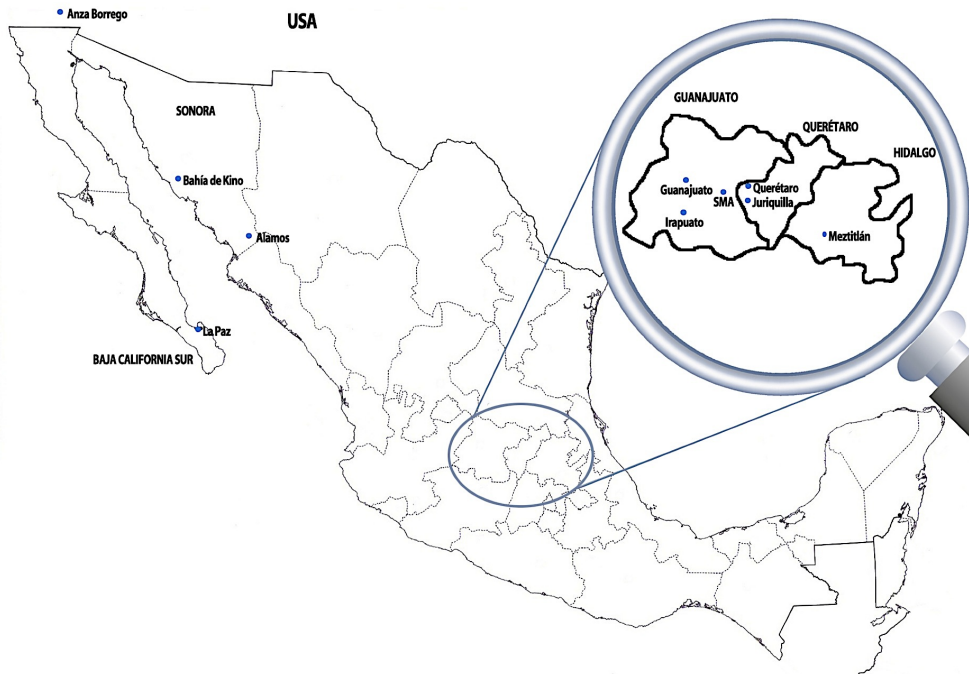 Anza Borrego
USA
SONORA
Bahía de Kino
Alamos
La Paz
BAJA CALIFORNIA SUR
GUANAJUATO
QUERÉTARO
HIDALGO
Guanajuato
SMA
Querétaro
Juriquilla
Irapuato
Meztitlán